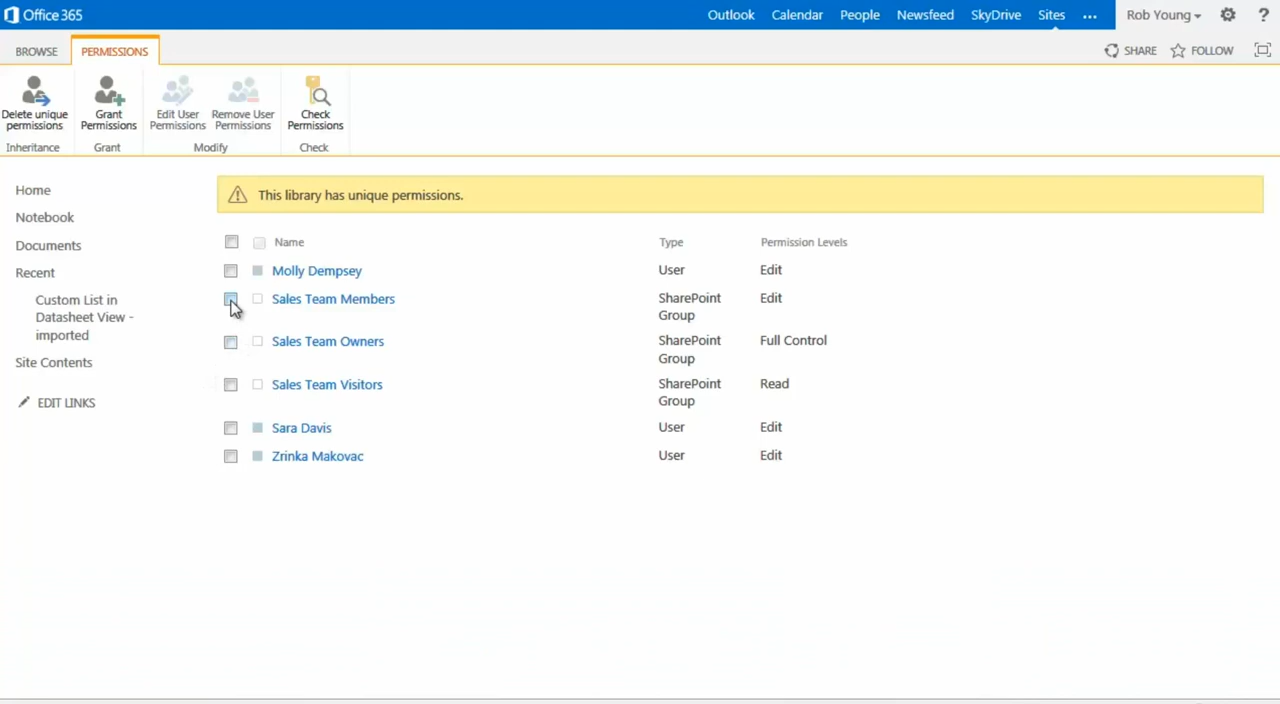 Office 365
Outlook Calendar People Newsfeed SkyDrive Sites ... Rob Young ?
BROWSE PERMISSIONS SHARE FOLLOW
Delete unique permissions
Grant Permissions
Edit User Permissions
Remove User Permissions
Check Permissions
Inheritance Grant Modify Check
Home
Notebook
Documents
Recent
Custom List in
Datasheet View -
imported
Site Contents
EDIT LINKS
This library has unique permissions.
Name Type Permission Levels
Molly Dempsey User Edit
Sales Team Members SharePoint Group Edit
Sales Team Owners SharePoint Group Full Control
Sales Team Visitors SharePoint Group Read
Sara Davis User Edit
Zrinka Makovac User Edit